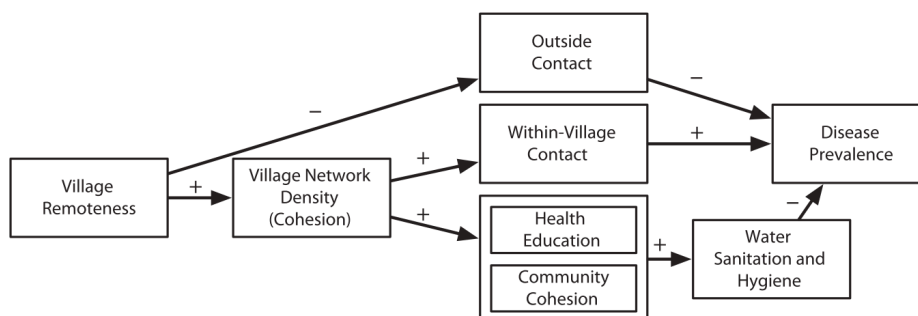 Outside
Contact
−
−
Within-Village
Contact
+
Disease
Prevalence
Village
Remoteness
+
Village Network
Density
(Cohesion)
+
+
Health
Education
Community
Cohesion
+
Water
Sanitation and
Hygiene
−